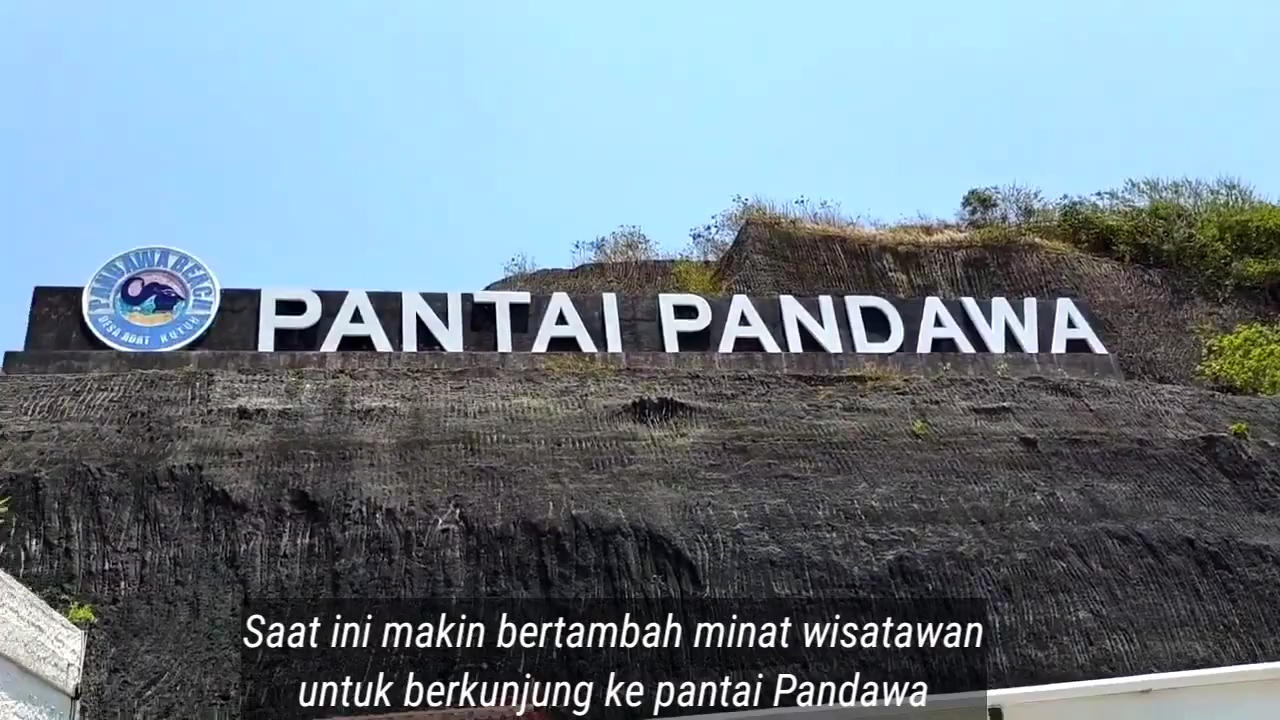 PANDAWA BEACH
DESA ADAT KUTUH
PANTAI PANDAWA
Saat ini makin bertambah minat wisatawan
untuk berkunjung ke pantai Pandawa